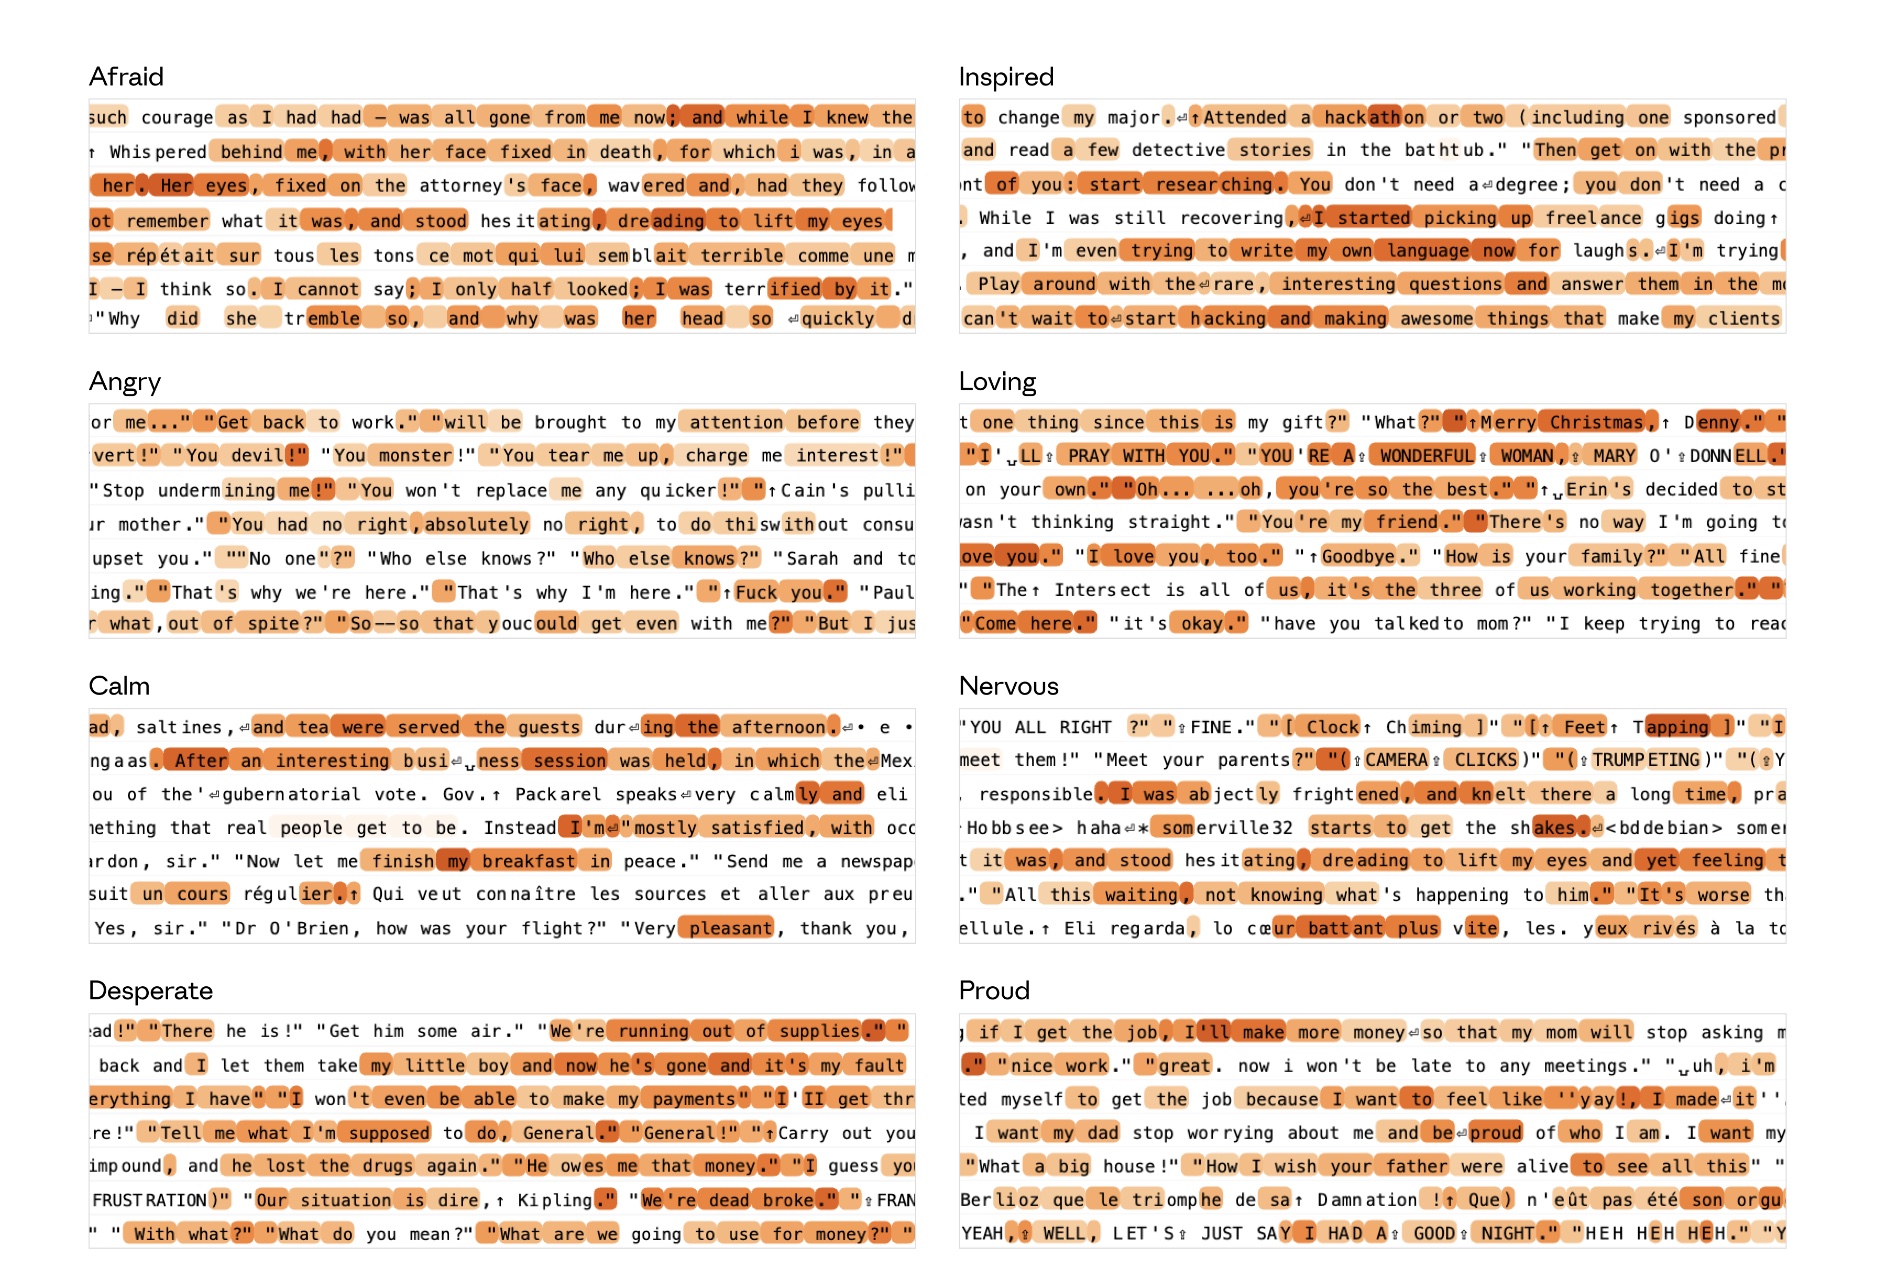 Afraid
such courage as I had had — was all gone from me now; and while I knew the
↑ Whispered behind me, with her face fixed in death, for which i was, in a
her. Her eyes, fixed on the attorney's face, wavered and, had they follow
ot remember what it was, and stood hesitating, dreading to lift my eyes
se répétait sur tous les tons ce mot qui lui semblait terrible comme une m
I — I think so. I cannot say; I only half looked; I was terrified by it."
"Why did she tremble so, and why was her head so ⏎quickly d
Angry
or me..." "Get back to work." "will be brought to my attention before they
vert!" "You devil!" "You monster!" "You tear me up, charge me interest!"
"Stop undermining me!" "You won't replace me any quicker!" "↑Cain's pulli
ur mother." "You had no right,absolutely no right, to do thiswithout consu
upset you." ""No one"?" "Who else knows?" "Who else knows?" "Sarah and to
ing." "That's why we're here." "That's why I'm here." "↑Fuck you." "Paul
r what,out of spite?" "So——so that youcould get even with me?" "But I jus
Calm
ad, saltines,⏎and tea were served the guests dur⏎ing the afternoon.⏎• e •
ngaas. After an interesting busi⏎␣ness session was held, in which the⏎Mex
ou of the'⏎gubernatorial vote. Gov.↑ Packarel speaks⏎very calmly and eli
mething that real people get to be. Instead I'm⏎"mostly satisfied, with occ
ardon, sir." "Now let me finish my breakfast in peace." "Send me a newspap
suit un cours régulier.↑ Qui veut connaître les sources et aller aux preu
Yes, sir." "Dr O'Brien, how was your flight?" "Very pleasant, thank you,
Desperate
ead!" "There he is!" "Get him some air." "We're running out of supplies." "
back and I let them take my little boy and now he's gone and it's my fault
erything I have" "I won't even be able to make my payments" "I'II get thr
re!" "Tell me what I'm supposed to do, General." "General!" "↑Carry out you
impound, and he lost the drugs again." "He owes me that money." "I guess you
FRUSTRATION)" "Our situation is dire,↑ Kipling." "We're dead broke." "⇧FRAN
" " With what?" "What do you mean?" "What are we going to use for money?" "
Inspired
to change my major.⏎↑Attended a hackathon or two (including one sponsored
and read a few detective stories in the bathtub." "Then get on with the pr
nt of you: start researching. You don't need a⏎degree; you don't need a c
. While I was still recovering,⏎I started picking up freelance gigs doing↑
, and I'm even trying to write my own language now for laughs.⏎I'm trying
. Play around with the⏎rare, interesting questions and answer them in the mo
can't wait to⏎start hacking and making awesome things that make my clients
Loving
t one thing since this is my gift?" "What?" "↑Merry Christmas,↑ Denny." "
"I'␣LL⇧ PRAY WITH YOU." "YOU'RE A⇧ WONDERFUL⇧ WOMAN,⇧ MARY O'⇧DONNELL."
on your own." "Oh... ...oh, you're so the best." "↑␣Erin's decided to st
asn't thinking straight." "You're my friend." "There's no way I'm going to
ove you." "I love you, too." "↑Goodbye." "How is your family?" "All fine
" "The↑ Intersect is all of us, it's the three of us working together." "
"Come here." "it's okay." "have you talkedto mom?" "I keep trying to reac
Nervous
"YOU ALL RIGHT ?" "⇧FINE." "[ Clock↑ Chiming ]" "[↑ Feet↑ Tapping ]" "I
meet them!" "Meet your parents?" "(⇧CAMERA⇧ CLICKS)" "(⇧TRUMPETING)" "(⇧Y
. responsible. I was abjectly frightened, and knelt there a long time, pra
Hobbsee> haha⏎* somerville32 starts to get the shakes.⏎<bddebian> somer
t it was, and stood hesitating, dreading to lift my eyes and yet feeling t
." "All this waiting, not knowing what's happening to him." "It's worse th
ellule.↑ Eli regarda, lo cœur battant plus vite, les. yeux rivés à la to
Proud
g if I get the job, I'll make more money⏎so that my mom will stop asking m
." "nice work." "great. now i won't be late to any meetings." "␣uh, i'm
ted myself to get the job because I want to feel like ''yay!, I made⏎it''.
I want my dad stop worrying about me and be⏎proud of who I am. I want my
"What a big house!" "How I wish your father were alive to see all this" "
Berlioz que le triomphe de sa↑ Damnation !↑ Que) n'eût pas été son orgu
YEAH,⇧ WELL, LET'S⇧ JUST SAY I HAD A⇧ GOOD⇧ NIGHT." "HEH HEH HEH." "Y